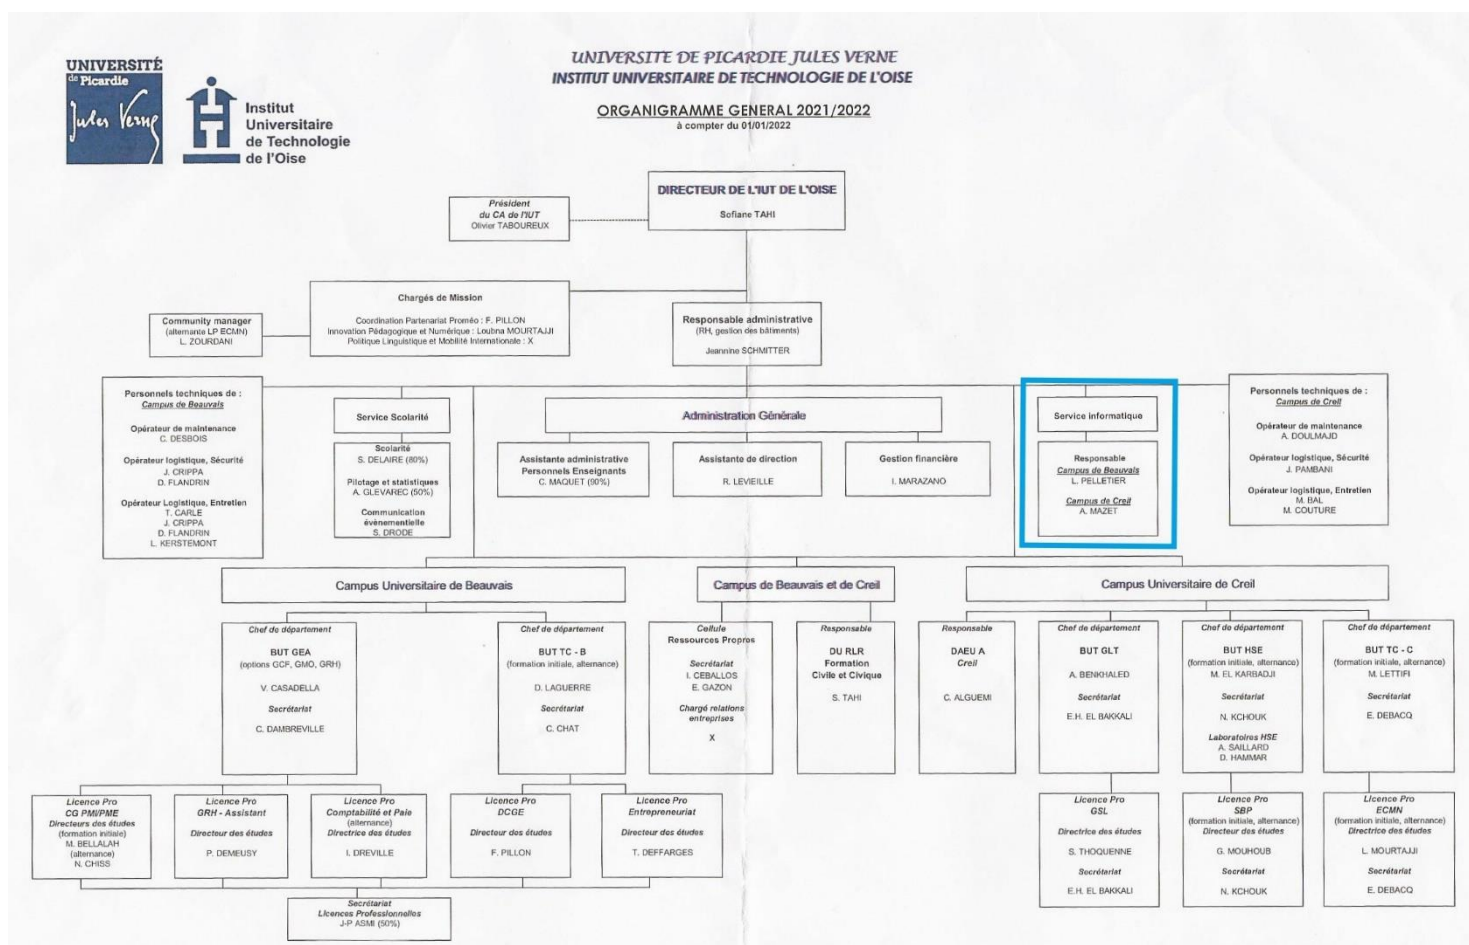 UNIVERSITÉ
de Picardie
Jules Verne
Institut
Universitaire
de Technologie
de l'Oise
UNIVERSITE DE PICARDIE JULES VERNE
INSTITUT UNIVERSITAIRE DE TECHNOLOGIE DE L'OISE
ORGANIGRAMME GENERAL 2021/2022
à compter du 01/01/2022
DIRECTEUR DE L'IUT DE L'OISE
Sofiane TAHI
Président
du CA de l'IUT
Olivier TABOUREUX
Chargés de Mission
Coordination Partenariat Proméo : F. PILLON
Innovation Pédagogique et Numérique : Loubna MOURTAJJI
Politique Linguistique et Mobilité Internationale : X
Community manager
(alternante LP ECMN)
L. ZOURDANI
Responsable administrative
(RH, gestion des bâtiments)
Jeannine SCHMITTER
Personnels techniques de :
Campus de Beauvais
Opérateur de maintenance
C. DESBOIS
Opérateur logistique, Sécurité
J. CRIPPA
D. FLANDRIN
Opérateur Logistique, Entretien
T. CARLE
J. CRIPPA
D. FLANDRIN
L. KERSTEMONT
Service Scolarité
Scolarité
S. DELAIRE (80%)
Pilotage et statistiques
A. GLEVAREC (50%)
Communication
évènementielle
S. DRODE
Administration Générale
Assistante administrative
Personnels Enseignants
C. MAQUET (90%)
Assistante de direction
R. LEVIEILLE
Gestion financière
I. MARAZANO
Service informatique
Responsable
Campus de Beauvais
L. PELLETIER
Campus de Creil
A. MAZET
Personnels techniques de :
Campus de Creil
Opérateur de maintenance
A. DOULMAJD
Opérateur logistique, Sécurité
J. PAMBANI
Opérateur logistique, Entretien
M. BAL
M. COUTURE
Campus Universitaire de Beauvais
Campus de Beauvais et de Creil
Campus Universitaire de Creil
Chef de département
BUT GEA
(options GCF, GMO, GRH)
V. CASADELLA
Secrétariat
C. DAMBREVILLE
Chef de département
BUT TC - B
(formation initiale, alternance)
D. LAGUERRE
Secrétariat
C. CHAT
Cellule
Ressources Propres
Secrétariat
I. CEBALLOS
E. GAZON
Chargé relations
entreprises
X
Responsable
DU RLR
Formation
Civile et Civique
S. TAHI
Responsable
DAEU A
Creil
C. ALGUEMI
Chef de département
BUT GLT
A. BENKHALED
Secrétariat
E.H. EL BAKKALI
Chef de département
BUT HSE
(formation initiale, alternance)
M. EL KARBADJI
Secrétariat
N. KCHOUK
Laboratoires HSE
A. SAILLARD
D. HAMMAR
Chef de département
BUT TC - C
(formation initiale, alternance)
M. LETTIFI
Secrétariat
E. DEBACQ
Licence Pro
CG PMI/PME
Directeurs des études
(formation initiale)
M. BELLALAH
(alternance)
N. CHISS
Licence Pro
GRH - Assistant
Directeur des études
P. DEMEUSY
Licence Pro
Comptabilité et Paie
(alternance)
Directrice des études
I. DREVILLE
Licence Pro
DCGE
Directeur des études
F. PILLON
Licence Pro
Entrepreneuriat
Directeur des études
T. DEFFARGES
Licence Pro
GSL
Directrice des études
S. THOQUENNE
Secrétariat
E.H. EL BAKKALI
Licence Pro
SBP
(formation initiale, alternance)
Directeur des études
G. MOUHOUB
Secrétariat
N. KCHOUK
Licence Pro
ECMN
(formation initiale, alternance)
Directrice des études
L. MOURTAJJI
Secrétariat
E. DEBACQ
Secrétariat
Licences Professionnelles
J-P ASMI (50%)